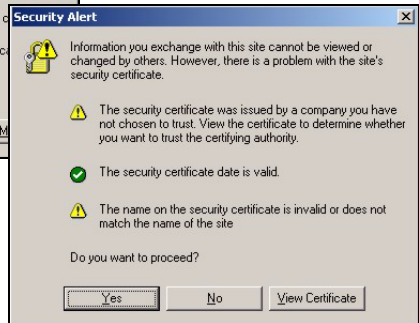 c
Security Alert
ca
Information you exchange with this site cannot be viewed or
changed by others. However, there is a problem with the site's
security certificate.
The security certificate was issued by a company you have
not chosen to trust. View the certificate to determine whether
you want to trust the certifying authority.
M
The security certificate date is valid.
The name on the security certificate is invalid or does not
match the name of the site
Do you want to proceed?
Yes No View Certificate